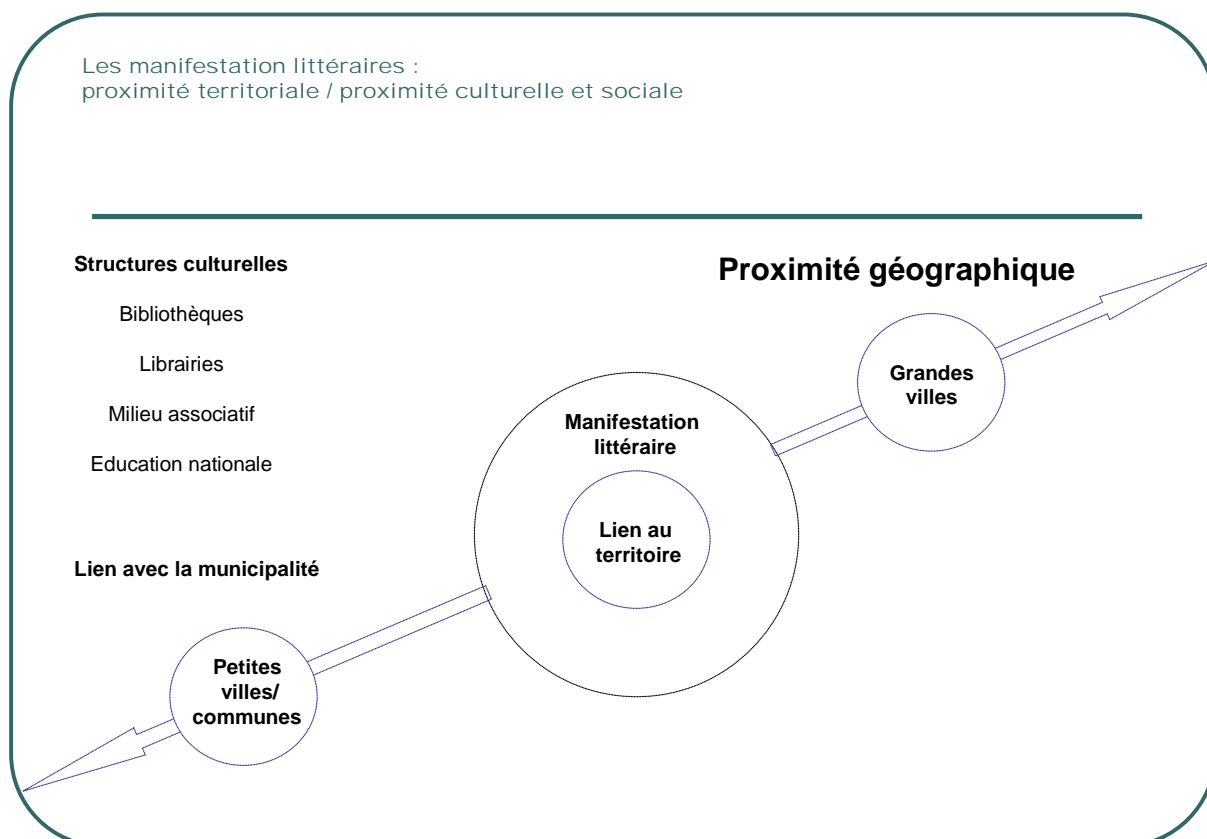 Les manifestation littéraires :
proximité territoriale / proximité culturelle et sociale
Structures culturelles
Bibliothèques
Librairies
Milieu associatif
Education nationale
Lien avec la municipalité
Petites
villes/
communes
Manifestation
littéraire
Lien au
territoire
Proximité géographique
Grandes
villes